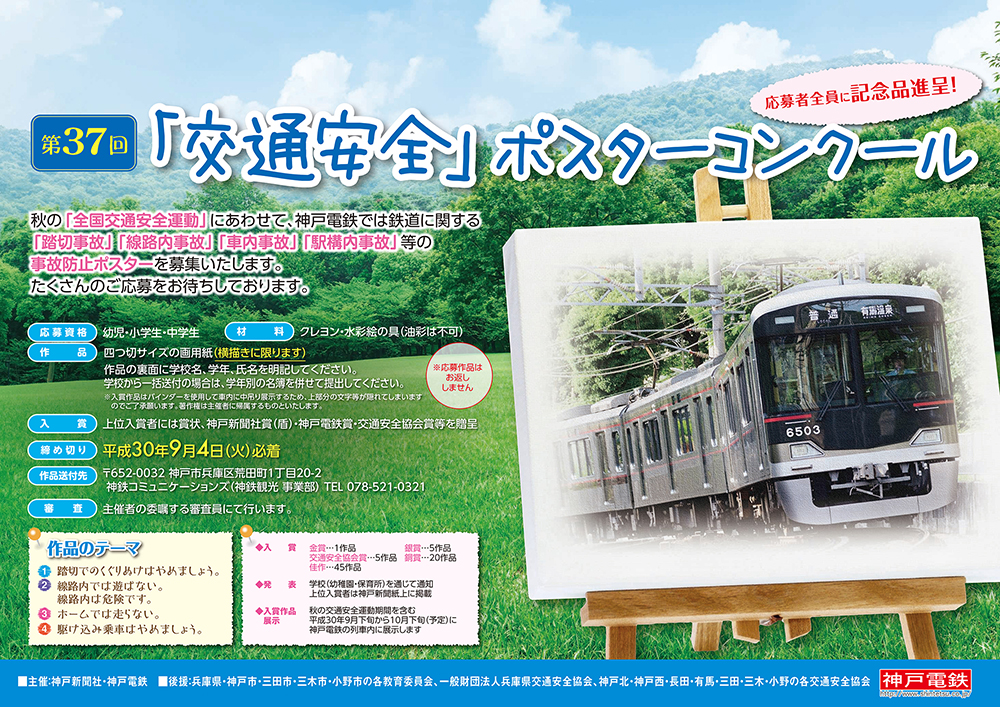 応募者全員に記念品進呈!
第37回
「交通安全」ポスターコンクール
秋の「全国交通安全運動」にあわせて、神戸電鉄では鉄道に関する
「踏切事故」「線路内事故」「車内事故」「駅構内事故」等の
事故防止ポスターを募集いたします。
たくさんのご応募をお待ちしております。
応募資格 幼児・小学生・中学生 材料 クレヨン・水彩絵の具(油彩は不可)
作品 四つ切サイズの画用紙(横描きに限ります)
作品の裏面に学校名、学年、氏名を明記してください。
学校から一括送付の場合は、学年別の名簿を併せて提出してください。
※入賞作品はバインダーを使用して車内に中吊り展示するため、上部分の文字等が隠れてしまいます
のでご了承願います。著作権は主催者に帰属するものといたします。
※応募作品は
お返し
しません
入賞 上位入賞者には賞状、神戸新聞社賞(盾)・神戸電鉄賞・交通安全協会賞等を贈呈
締め切り 平成30年9月4日(火)必着
作品送付先 〒652-0032 神戸市兵庫区荒田町1丁目20-2
神鉄コミュニケーションズ(神鉄観光 事業部) TEL 078-521-0321
審査 主催者の委嘱する審査員にて行います。
作品のテーマ
1 踏切でのくぐりぬけはやめましょう。
2 線路内では遊ばない。
線路内は危険です。
3 ホームでは走らない。
4 駆け込み乗車はやめましょう。
◆入賞 金賞…1作品 銀賞…5作品
交通安全協会賞…5作品 銅賞…20作品
佳作…45作品
◆発表 学校(幼稚園・保育所)を通じて通知
上位入賞者は神戸新聞紙上に掲載
◆入賞作品 秋の交通安全運動期間を含む
展示 平成30年9月下旬から10月下旬(予定)に
神戸電鉄の列車内に展示します
普通 有馬温泉
6503
■主催:神戸新聞社・神戸電鉄 ■後援:兵庫県・神戸市・三田市・三木市・小野市の各教育委員会、一般財団法人兵庫県交通安全協会、神戸北・神戸西・長田・有馬・三田・三木・小野の各交通安全協会
神戸電鉄
http://www.shintetsu.co.jp/